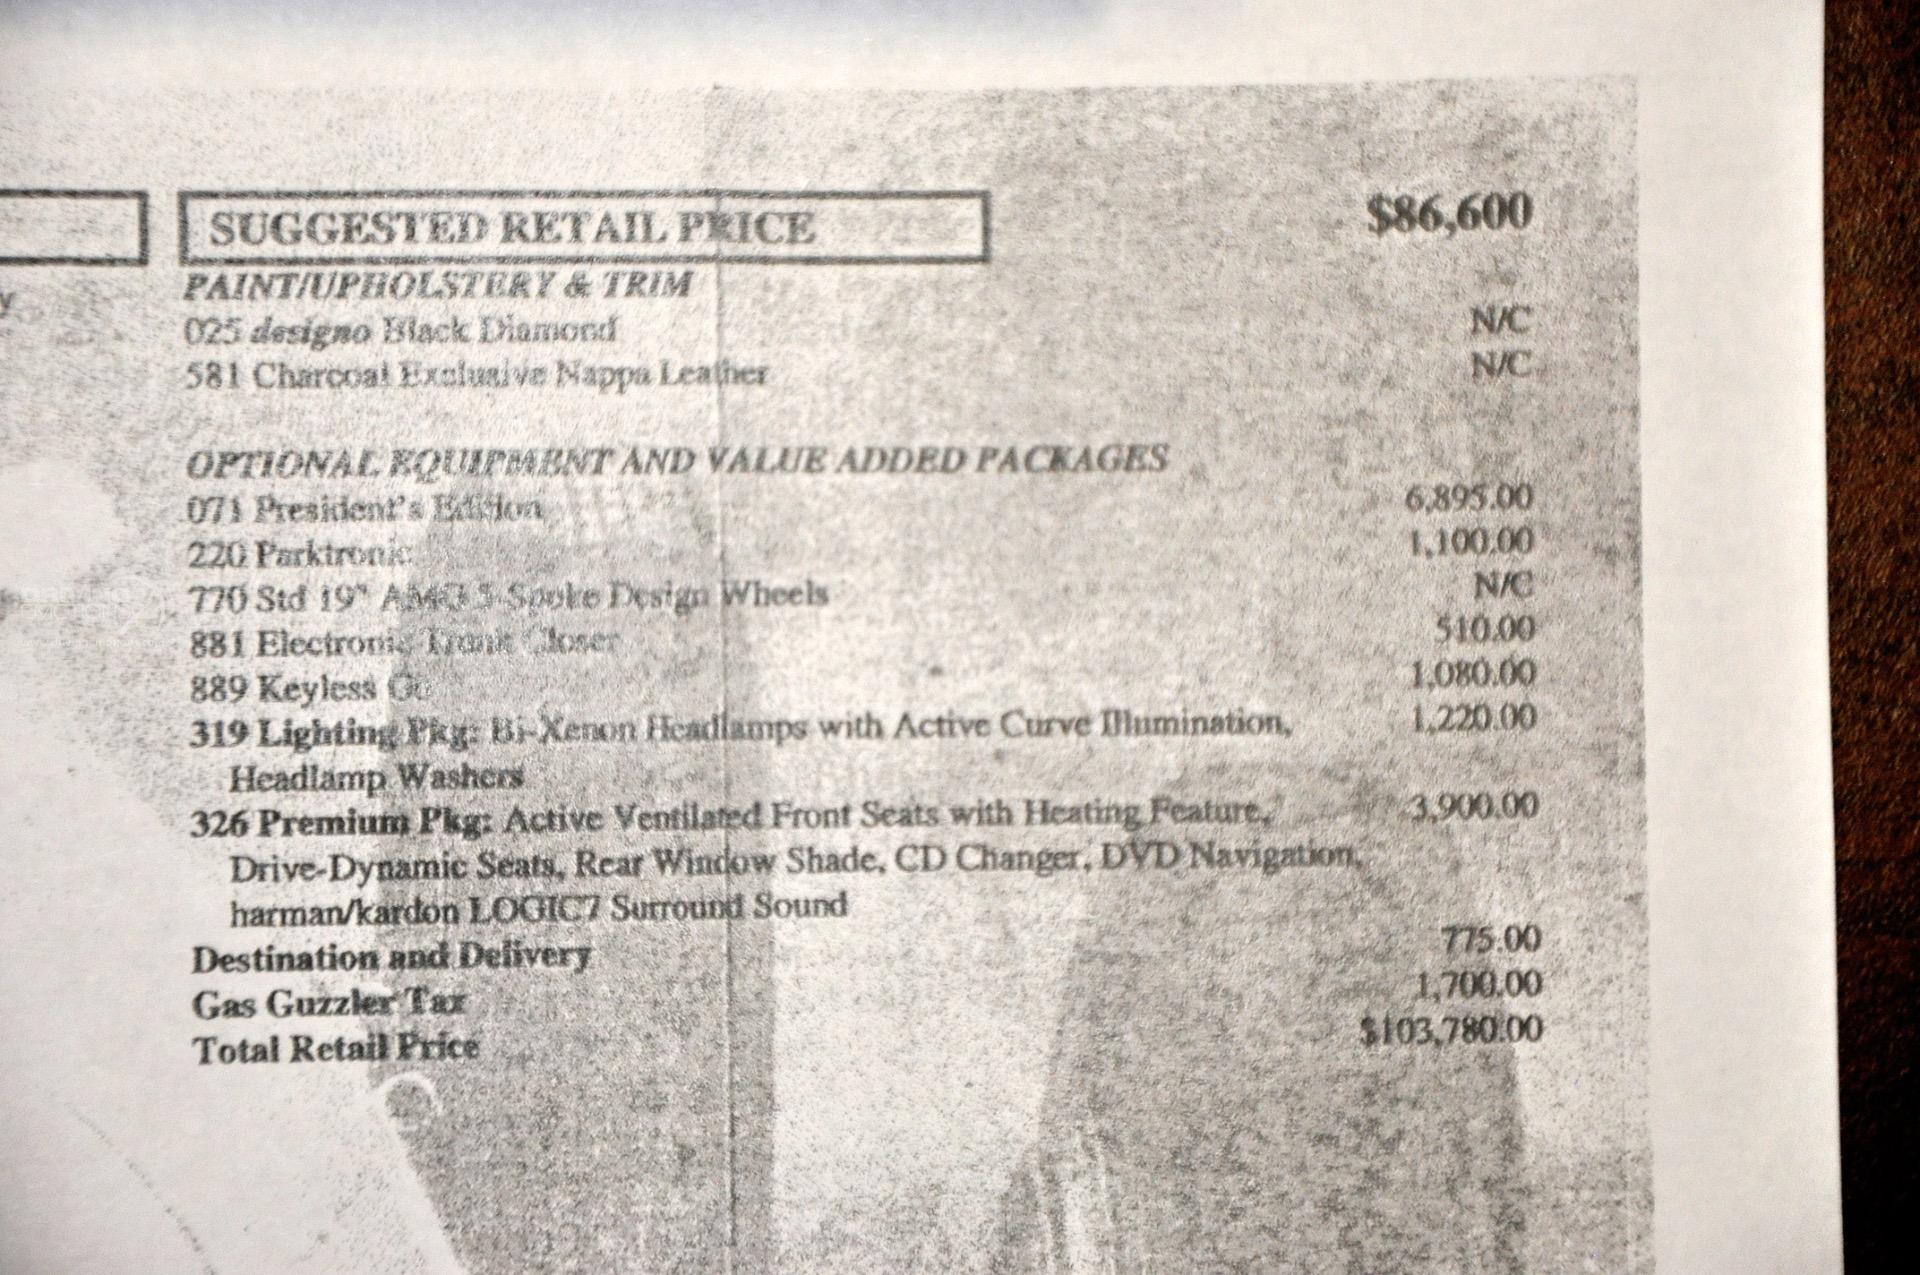 y
SUGGESTED RETAIL PRICE $86,600
PAINT/UPHOLSTERY & TRIM
025 designo Black Diamond N/C
581 Charcoal Exclusive Nappa Leather N/C
OPTIONAL EQUIPMENT AND VALUE ADDED PACKAGES
071 President's Edition 6,895.00
220 Parktronic 1,100.00
770 Std 19" AMG 5-Spoke Design Wheels N/C
881 Electronic Trunk Closer 510.00
889 Keyless Go 1,080.00
319 Lighting Pkg: Bi-Xenon Headlamps with Active Curve Illumination, 1,220.00
Headlamp Washers
326 Premium Pkg: Active Ventilated Front Seats with Heating Feature, 3,900.00
Drive-Dynamic Seats, Rear Window Shade, CD Changer, DVD Navigation,
harman/kardon LOGIC7 Surround Sound
Destination and Delivery 775.00
Gas Guzzler Tax 1,700.00
Total Retail Price $103,780.00